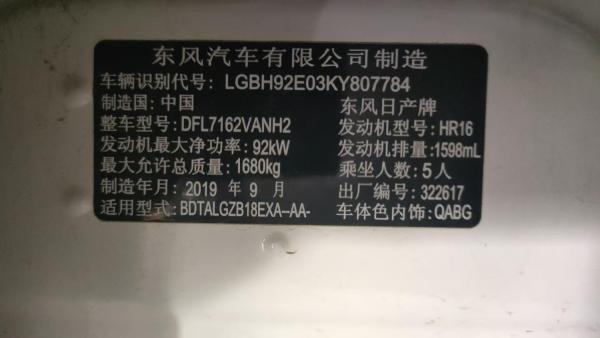 东风汽车有限公司制造
车辆识别代号: LGBH92E03KY807784
制造国: 中国 东风日产牌
整车型号: DFL7162VANH2 发动机型号: HR16
发动机最大净功率: 92kW 发动机排量: 1598mL
最大允许总质量: 1680kg 乘坐人数: 5人
制造年月: 2019 年 9 月 出厂编号: 322617
适用型式: BDTALGZB18EXA--AA- 车体色内饰: QABG